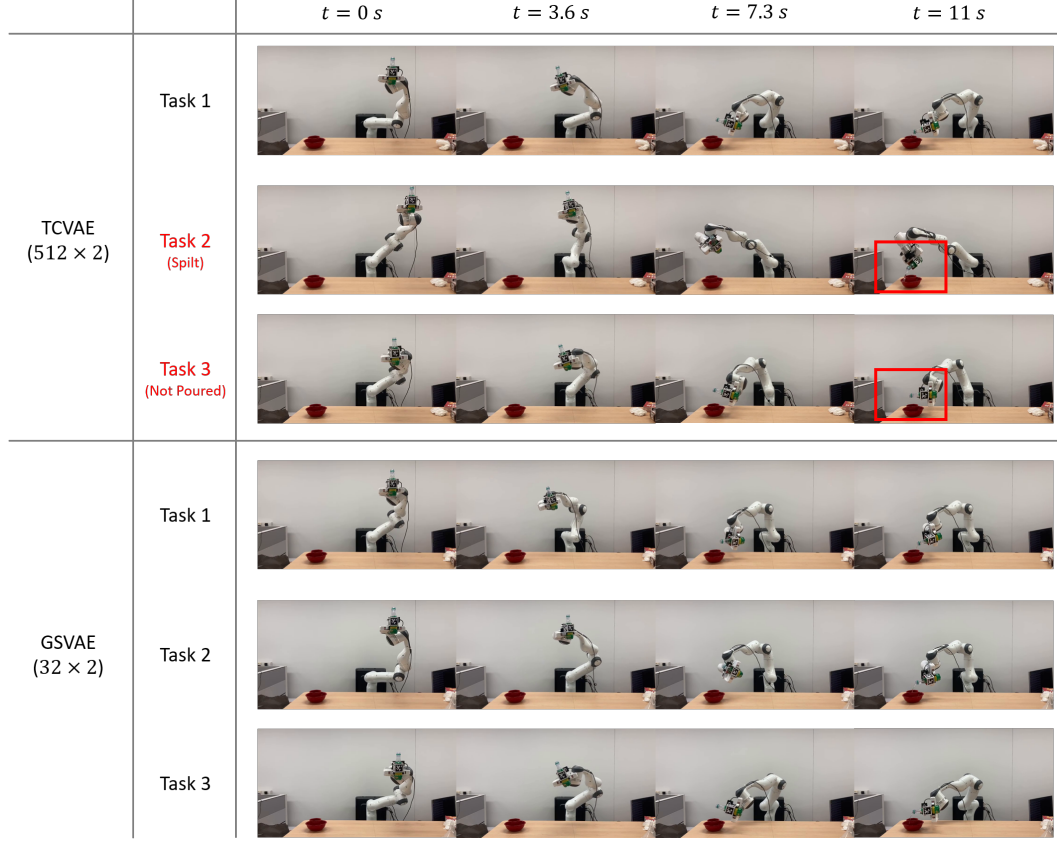 t = 0 s
t = 3.6 s
t = 7.3 s
t = 11 s
TCVAE
(512 × 2)
Task 1
Task 2
(Spilt)
Task 3
(Not Poured)
GSVAE
(32 × 2)
Task 1
Task 2
Task 3